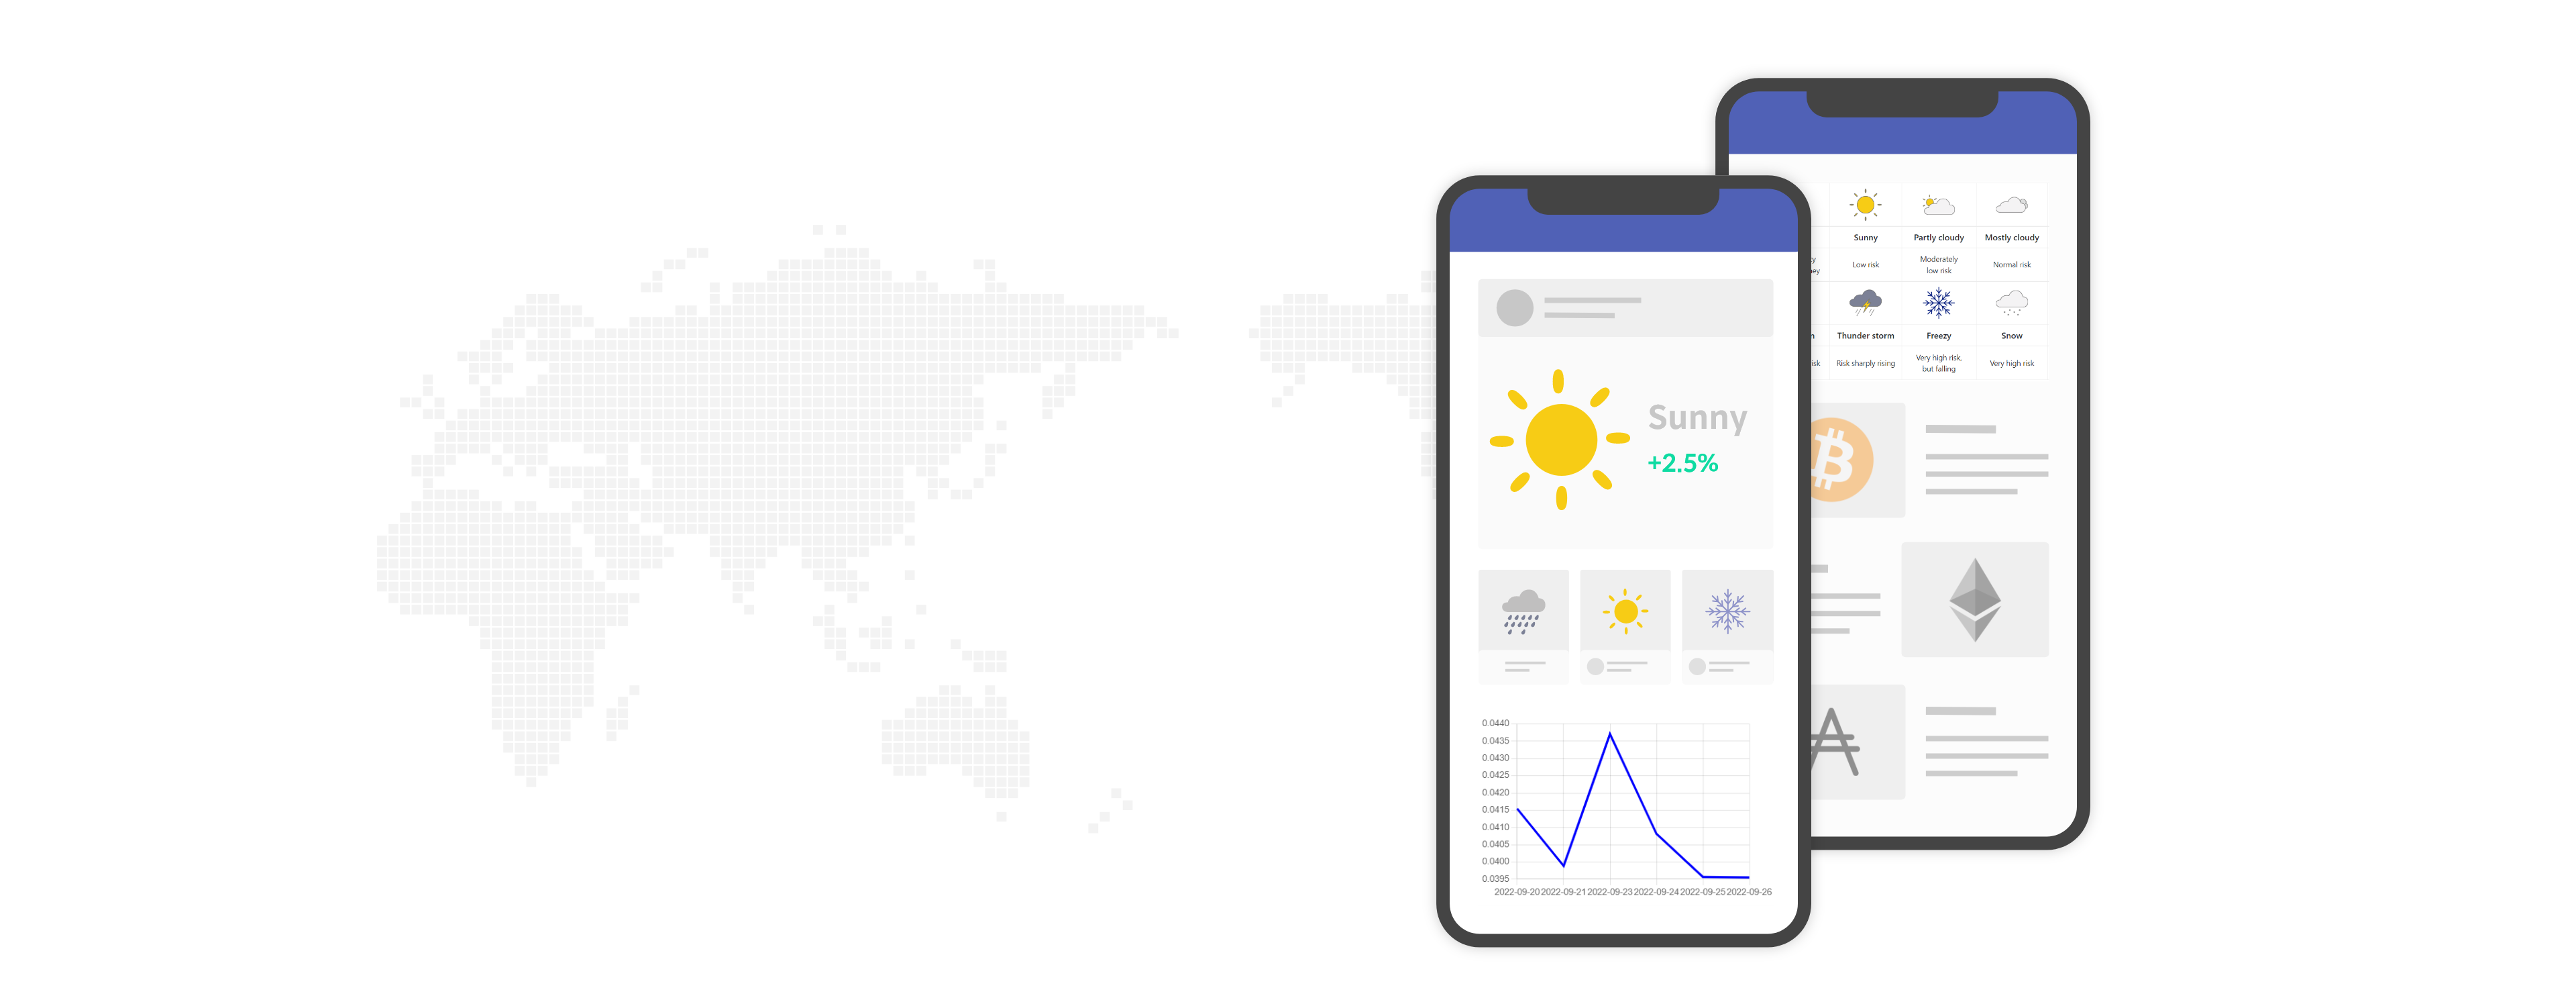 Sunny
Partly cloudy
Mostly cloudy
Low risk
Moderately
low risk
Normal risk
Thunder storm
Freezy
Snow
Risk sharply rising
Very high risk,
but falling
Very high risk
Sunny
+2.5%
0.0440
0.0435
0.0430
0.0425
0.0420
0.0415
0.0410
0.0405
0.0400
0.0395
2022-09-20 2022-09-21 2022-09-23 2022-09-24 2022-09-25 2022-09-26